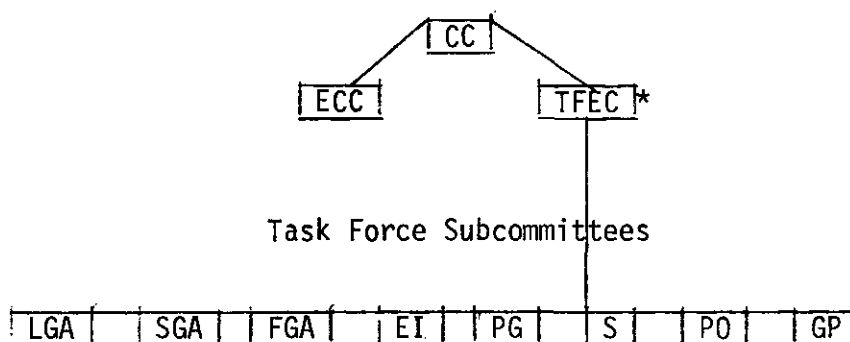 CC
ECC TFEC *
Task Force Subcommittees
LGA SGA FGA EI PG S PO GP